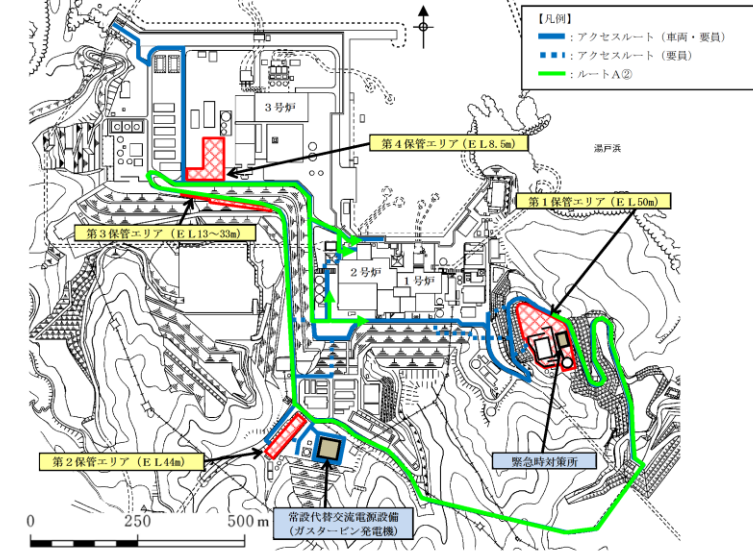 【凡例】
：アクセスルート（車両・要員）
：アクセスルート（要員）
：ルートA②
3号炉
第4保管エリア（EL8.5m）
湯戸浜
第1保管エリア（EL50m）
第3保管エリア（EL13～33m）
2号炉
1号炉
第2保管エリア（EL44m）
緊急時対策所
常設代替交流電源設備
（ガスタービン発電機）
0 250 500 m